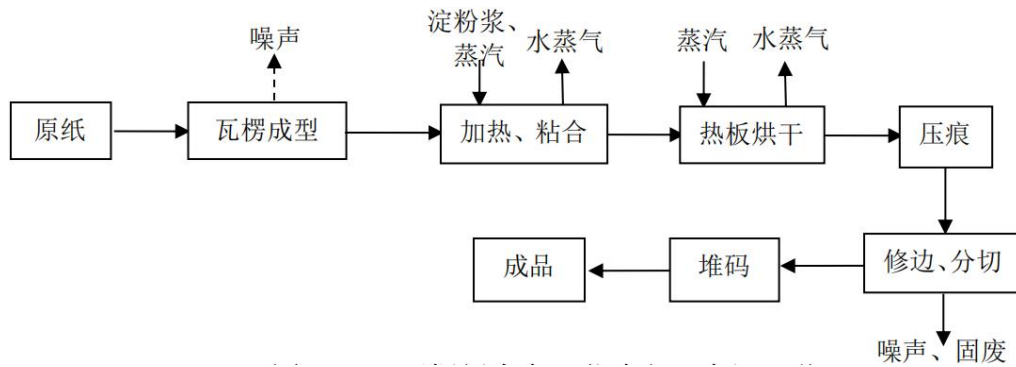 噪声
淀粉浆、
蒸汽
水蒸气
蒸汽
水蒸气
原纸
瓦楞成型
加热、粘合
热板烘干
压痕
成品
堆码
修边、分切
噪声、固废